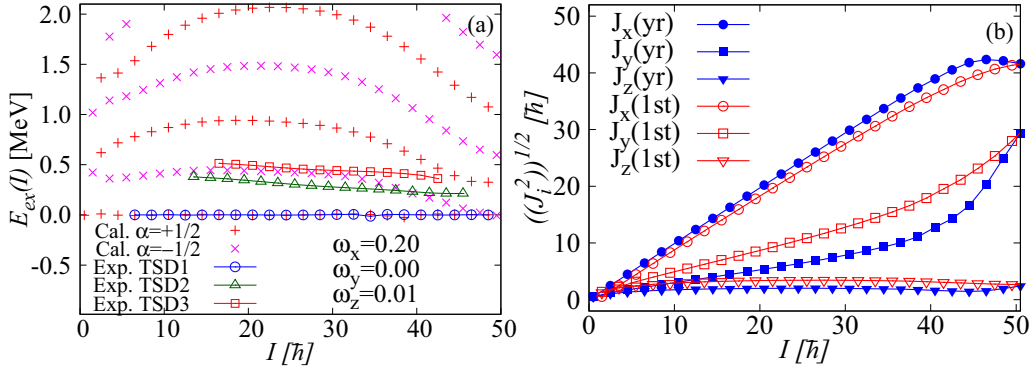 (a)
E_ex(I) [MeV]
2.0
1.5
1.0
0.5
0.0
-0.5
Cal. α=+1/2
Cal. α=−1/2
Exp. TSD1
Exp. TSD2
Exp. TSD3
ω_x=0.20
ω_y=0.00
ω_z=0.01
0 10 20 30 40 50
I [ħ]
(b)
((J_i^2))^1/2 [ħ]
50
40
30
20
10
0
J_x(yr)
J_y(yr)
J_z(yr)
J_x(1st)
J_y(1st)
J_z(1st)
0 10 20 30 40 50
I [ħ]